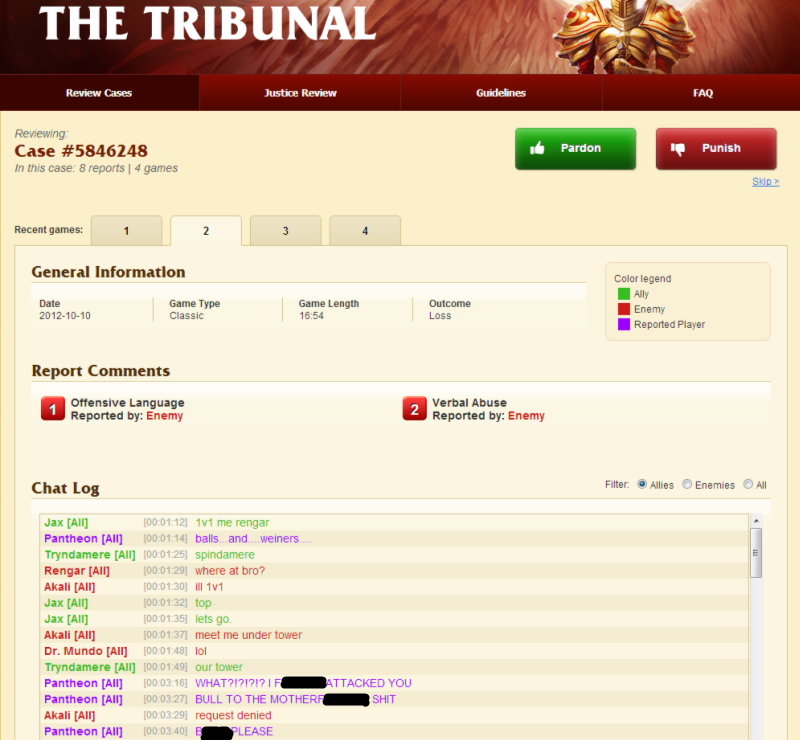 THE TRIBUNAL
Review Cases Justice Review Guidelines FAQ
Reviewing:
Case #5846248
In this case: 8 reports | 4 games
Pardon Punish
Skip >
Recent games: 1 2 3 4
General Information
Date Game Type Game Length Outcome
2012-10-10 Classic 16:54 Loss
Color legend
Ally
Enemy
Reported Player
Report Comments
1 Offensive Language
Reported by: Enemy
2 Verbal Abuse
Reported by: Enemy
Chat Log
Filter: Allies Enemies All
Jax [All] [00:01:12] 1v1 me rengar
Pantheon [All] [00:01:14] balls...and....weiners....
Tryndamere [All] [00:01:25] spindamere
Rengar [All] [00:01:29] where at bro?
Akali [All] [00:01:30] ill 1v1
Jax [All] [00:01:32] top
Jax [All] [00:01:35] lets go.
Akali [All] [00:01:37] meet me under tower
Dr. Mundo [All] [00:01:48] lol
Tryndamere [All] [00:01:49] our tower
Pantheon [All] [00:03:16] WHAT?!?!?!? I F ATTACKED YOU
Pantheon [All] [00:03:27] BULL TO THE MOTHERF SHIT
Akali [All] [00:03:29] request denied
Pantheon [All] [00:03:40] B PLEASE